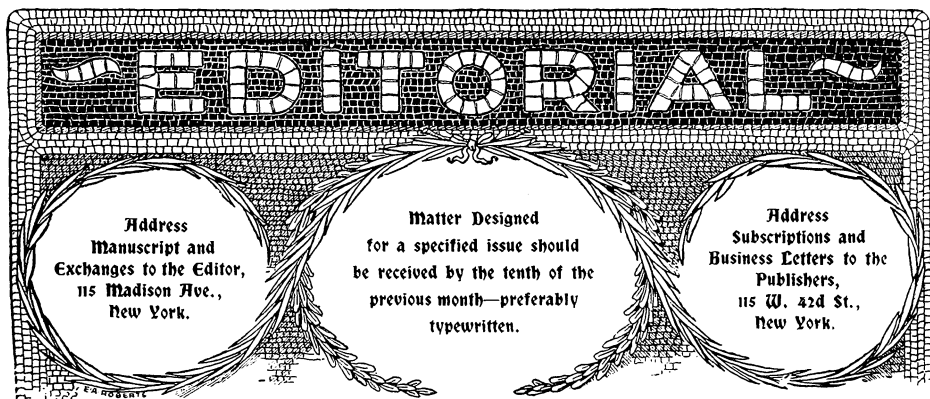 EDITORIAL
Address
Manuscript and
Exchanges to the Editor,
115 Madison Ave.,
New York.
Matter Designed
for a specified issue should
be received by the tenth of the
previous month—preferably
typewritten.
Address
Subscriptions and
Business Letters to the
Publishers,
115 W. 42d St.,
New York.
E·A·ROBERTS